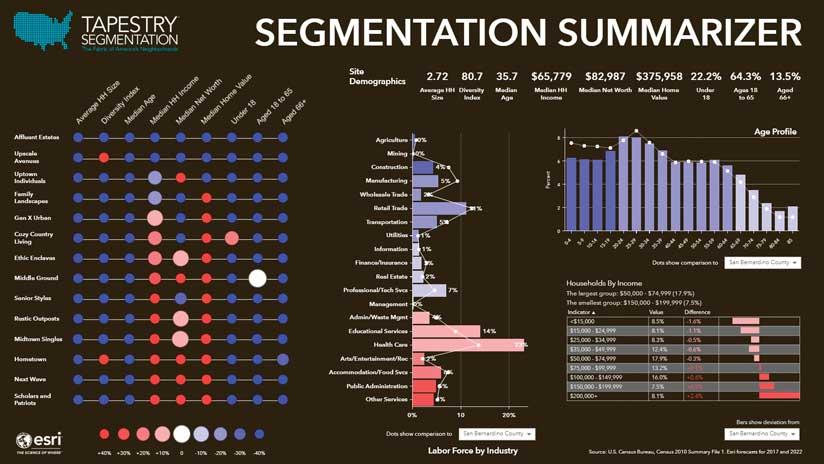 TAPESTRY
SEGMENTATION
The Fabric of America's Neighborhoods
SEGMENTATION SUMMARIZER
Site
Demographics
2.72 80.7 35.7 $65,779 $82,987 $375,958 22.2% 64.3% 13.5%
Average HH Size
Diversity Index
Median Age
Median HH Income
Median Net Worth
Median Home Value
Under 18
Ages 18 to 65
Aged 66+
Average HH Size
Diversity Index
Median Age
Median HH Income
Median Net Worth
Median Home Value
Under 18
Aged 18 to 65
Aged 66+
Affluent Estates
Upscale Avenues
Uptown Individuals
Family Landscapes
Gen X Urban
Cozy Country Living
Ethic Enclaves
Middle Ground
Senior Styles
Rustic Outposts
Midtown Singles
Hometown
Next Wave
Scholars and Patriots
+40% +30% +20% +10% 0 -10% -20% -30% -40%
esri
THE SCIENCE OF WHERE
Agriculture 0%
Mining 0%
Construction 4%
Manufacturing 5%
Wholesale Trade
Retail Trade
Transportation 5%
Utilities 1%
Information 1%
Finance/Insurance
Real Estate 2%
Professional/Tech Svcs 7%
Management 0%
Admin/Waste Mgmt
Educational Services 14%
Health Care
Arts/Entertainment/Rec 2%
Accommodation/Food Svcs
Public Administration
Other Services
0% 10 20%
Dots show comparison to San Bernardino County
Labor Force by Industry
Age Profile
Percent
8
6
4
2
0
0-4 5-9 10-14 15-19 20-24 25-29 30-34 35-39 40-44 45-49 50-54 55-59 60-64 65-69 70-74 75-79 80-84 85
Dots show comparison to San Bernardino County
Households By Income
The largest group: $50,000 - $74,999 (17.9%)
The smallest group: $150,000 - $199,999 (7.5%)
Indicator ▲ Value Difference
<$15,000 8.5% -1.6%
$15,000 - $24,999 8.1% -1.1%
$25,000 - $34,999 8.3% -0.5%
$35,000 - $49,999 12.4% -0.6%
$50,000 - $74,999 17.9% -0.3%
$75,000 - $99,999 13.2%
$100,000 - $149,999 16.0% +0.6%
$150,000 - $199,999 7.5%
$200,000+ 8.1% +2.4%
Bars show deviation from
San Bernardino County
Source: U.S. Census Bureau, Census 2010 Summary File 1. Esri forecasts for 2017 and 2022